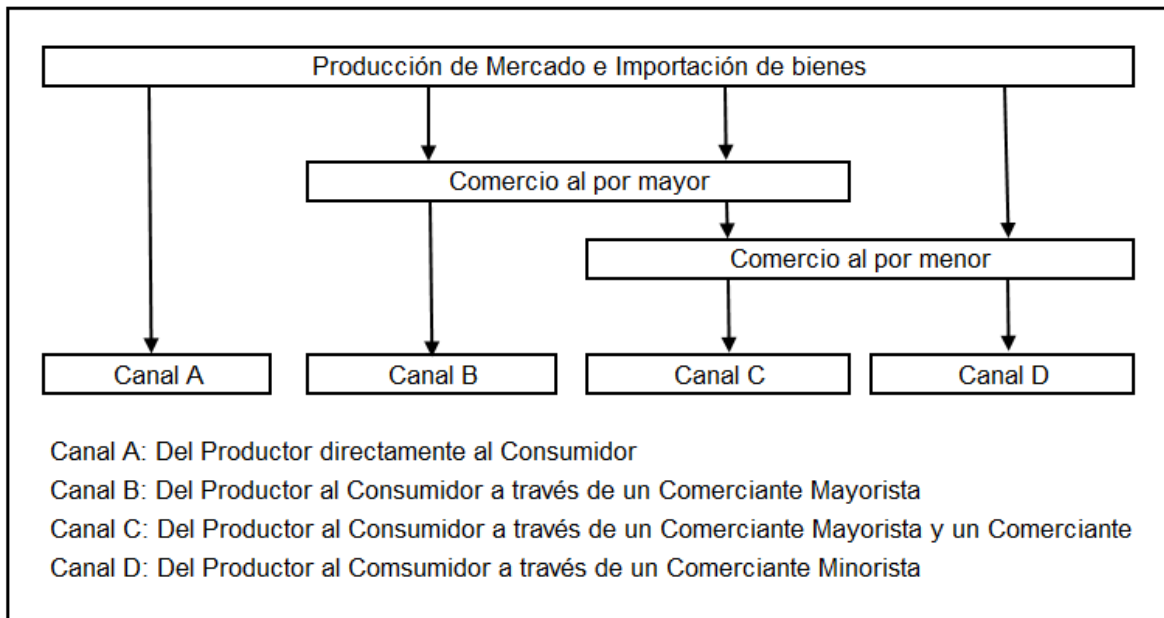 Producción de Mercado e Importación de bienes
Comercio al por mayor
Comercio al por menor
Canal A
Canal B
Canal C
Canal D
Canal A: Del Productor directamente al Consumidor
Canal B: Del Productor al Consumidor a través de un Comerciante Mayorista
Canal C: Del Productor al Consumidor a través de un Comerciante Mayorista y un Comerciante
Canal D: Del Productor al Comsumidor a través de un Comerciante Minorista